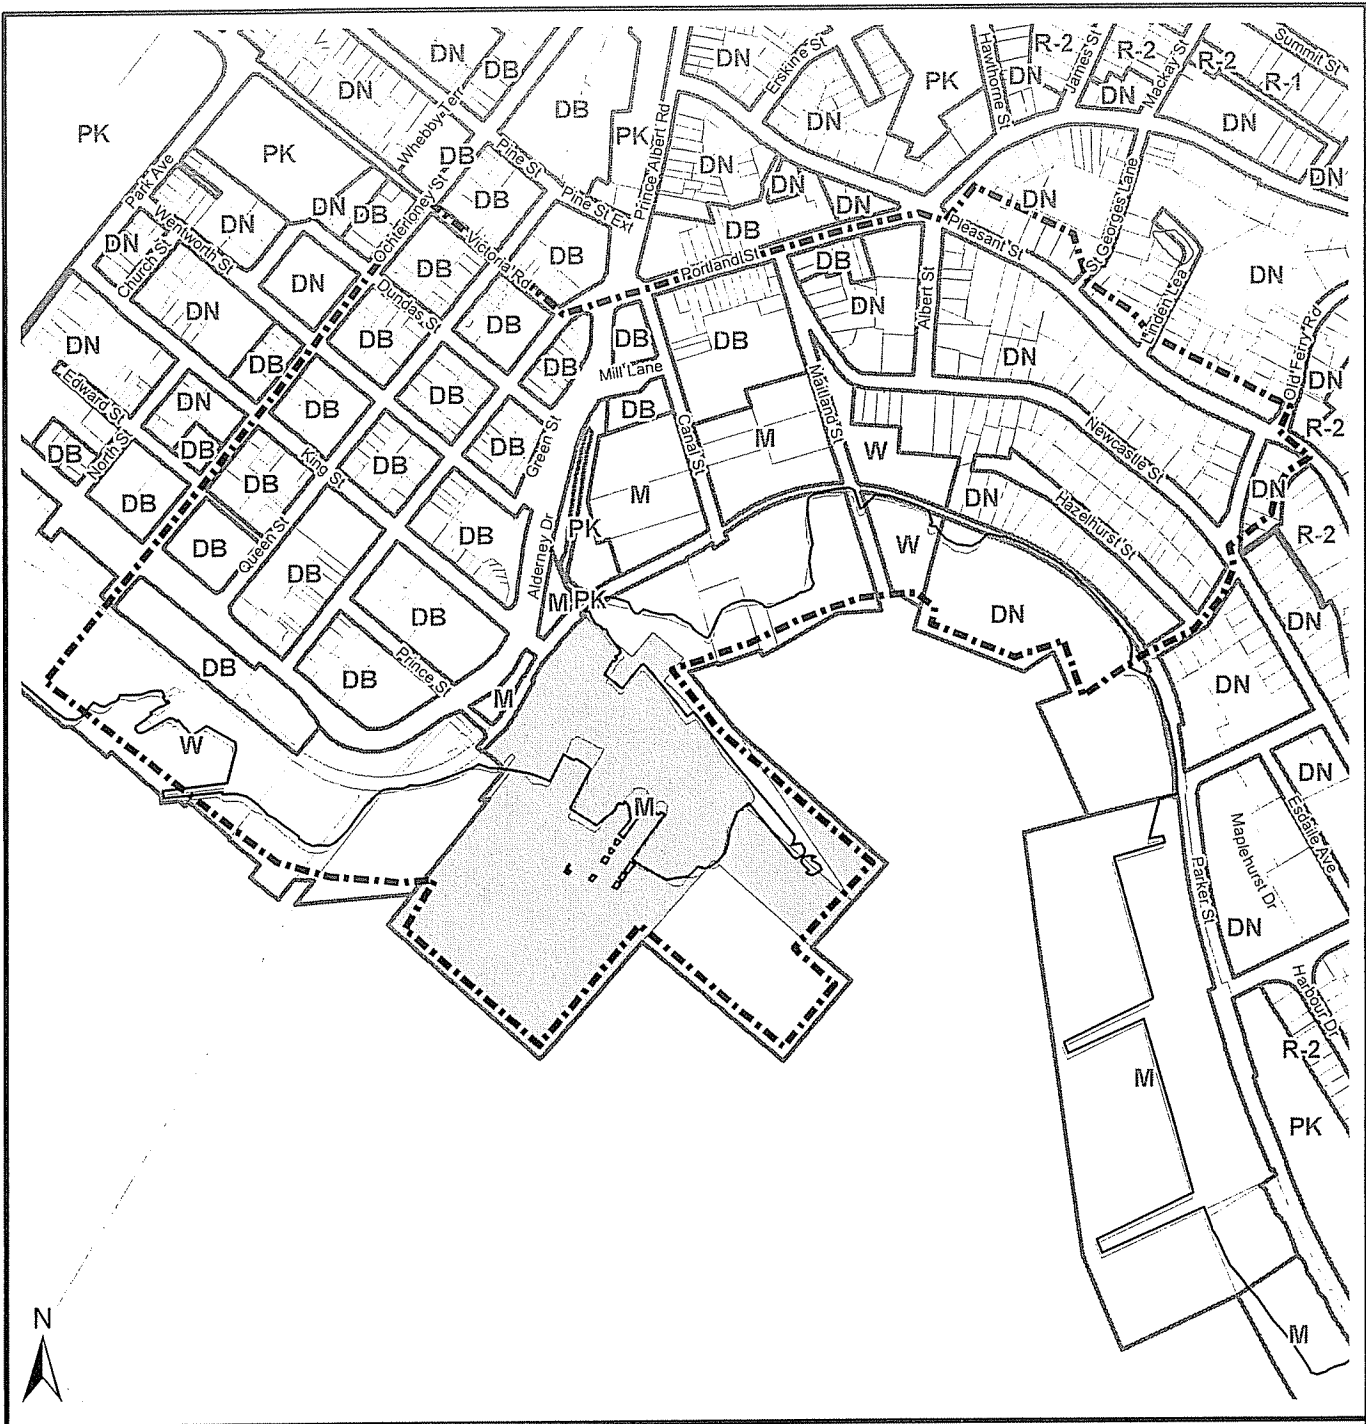 DN
DB
DN
PK
PK
Whebby Terr
DB
PK
Park Ave
DN
DN
DB
DN
Wentworth St
Church St
DN
DN
DB
Pine St
DB
Pine St Ext
Ochterloney St
Victoria Rd
DB
DB
Dundas St
DB
DB
DN
Edward St
DB
DN
DB
DB
North St
DB
DB
DB
DB
King St
DB
DB
Green St
DB
DB
Queen St
DB
DB
DB
DB
DB
Prince St
M
W
Alderney Dr
M
PK
PK
Prince Albert Rd
DN
Erskine St
DN
PK
Hawthorne St
DN
R-2
James St
R-2
DN
Mackay St
R-2
R-1
Summit St
DN
DN
DN
DN
DN
DB
Portland St
DB
DN
Pleasant St
DN
St Georges Lane
Linden Lea
DN
Old Ferry Rd
DN
R-2
Albert St
DN
DB
Mill Lane
DB
DB
Canal St
M
M
Maitland St
W
W
DN
Newcastle St
Hazelhurst St
DN
DN
R-2
DN
DN
DN
M
Parker St
Maplehurst Dr
Esdaile Ave
DN
DN
Harbour Dr
R-2
PK
M
M
N